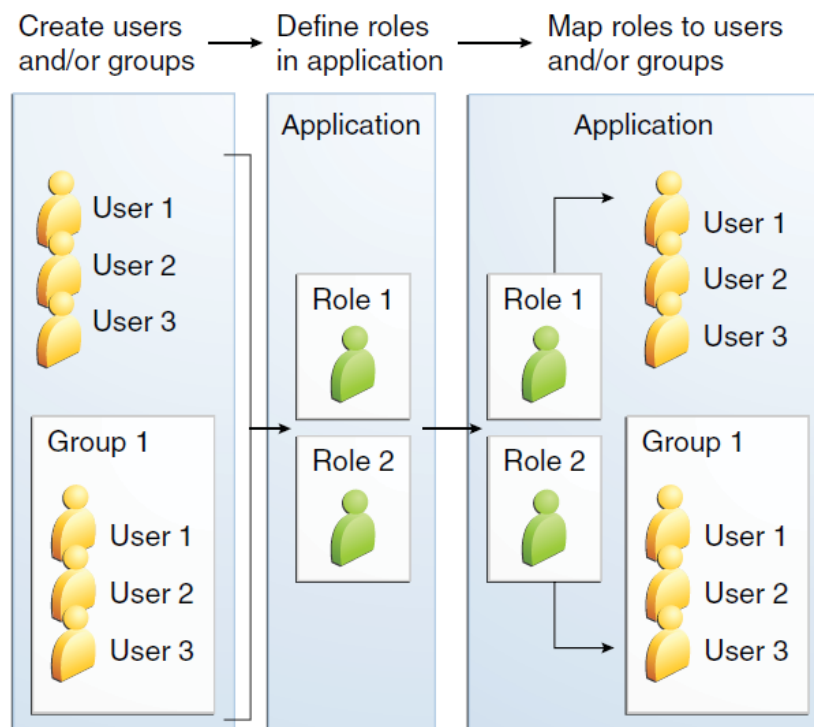 Create users
and/or groups
Define roles
in application
Map roles to users
and/or groups
User 1
User 2
User 3
Group 1
User 1
User 2
User 3
Application
Role 1
Role 2
Application
Role 1
Role 2
User 1
User 2
User 3
Group 1
User 1
User 2
User 3